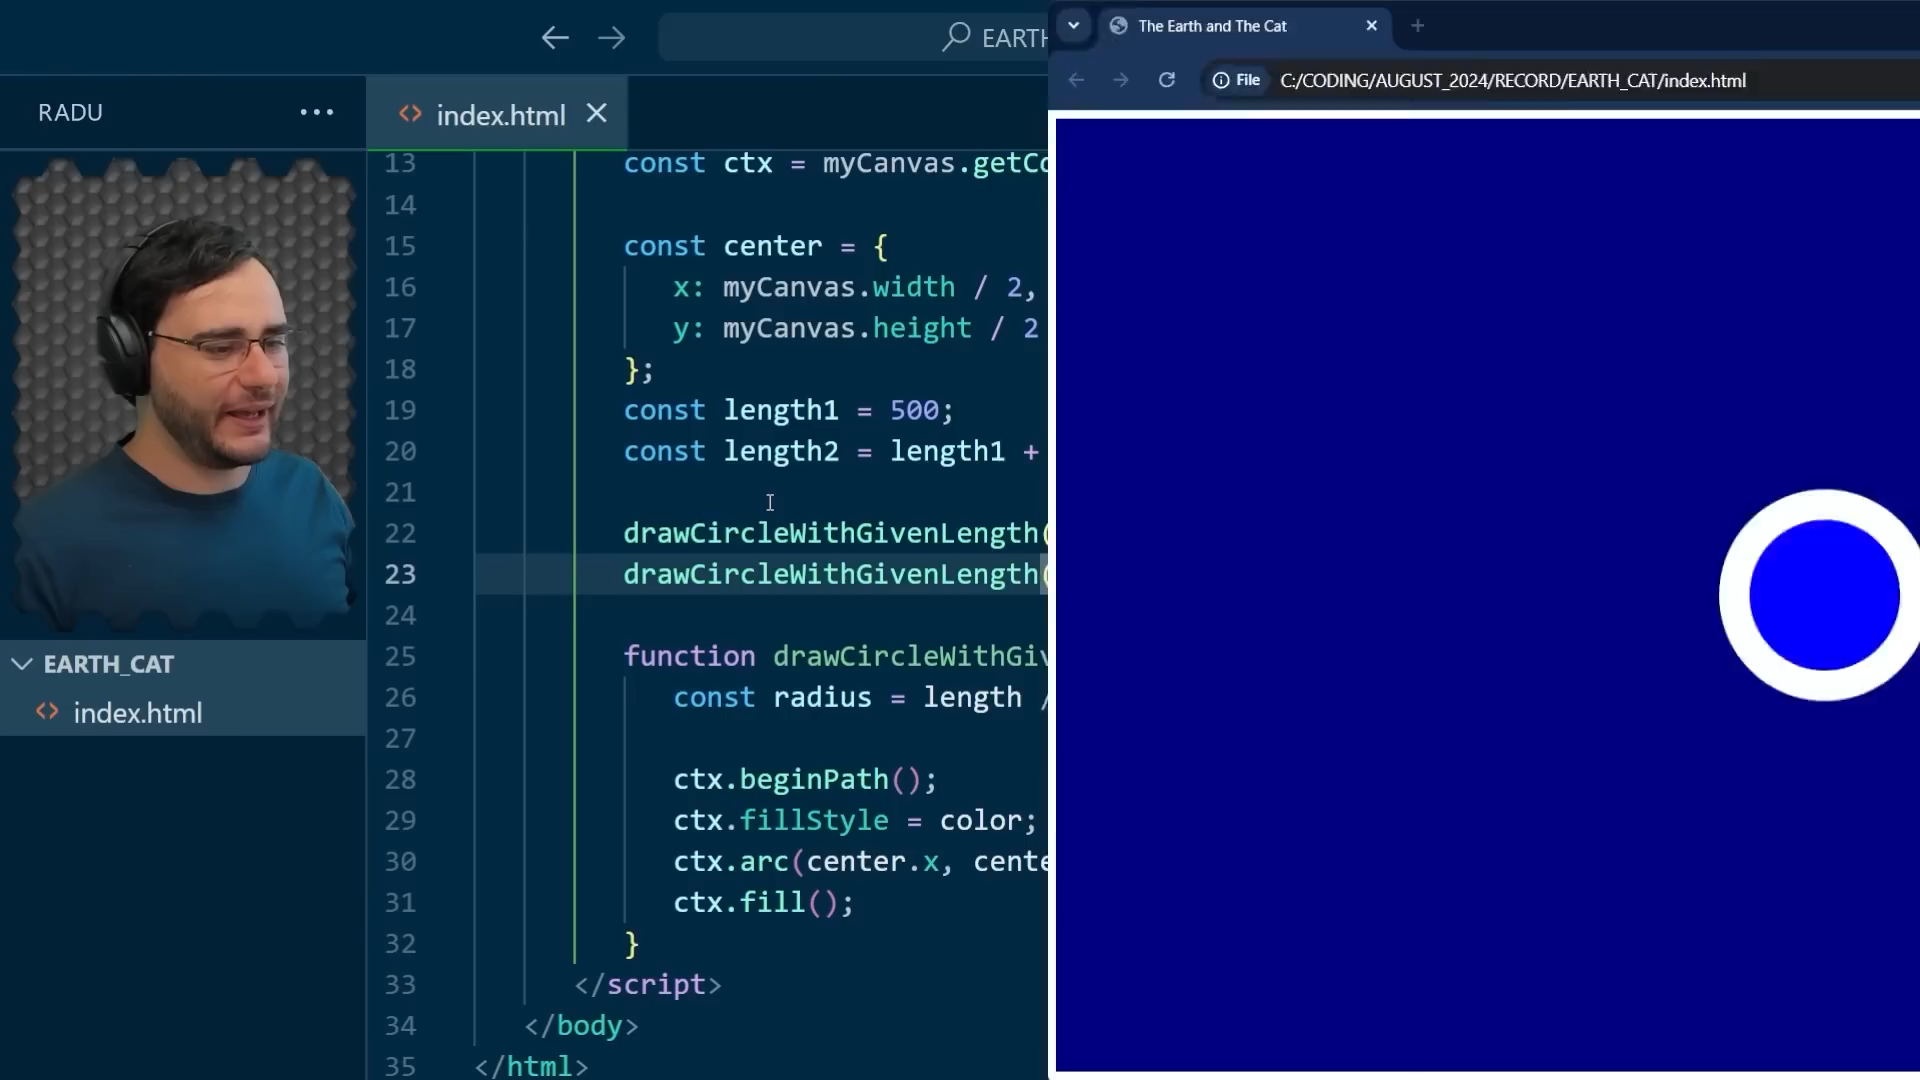 EARTH
The Earth and The Cat
File C:/CODING/AUGUST_2024/RECORD/EARTH_CAT/index.html
RADU ...
index.html
EARTH_CAT
index.html
13 const ctx = myCanvas.getCo
14
15 const center = {
16 x: myCanvas.width / 2,
17 y: myCanvas.height / 2
18 };
19 const length1 = 500;
20 const length2 = length1 +
21
22 drawCircleWithGivenLength(
23 drawCircleWithGivenLength(
24
25 function drawCircleWithGiv
26 const radius = length /
27
28 ctx.beginPath();
29 ctx.fillStyle = color;
30 ctx.arc(center.x, cente
31 ctx.fill();
32 }
33 </script>
34 </body>
35 </html>